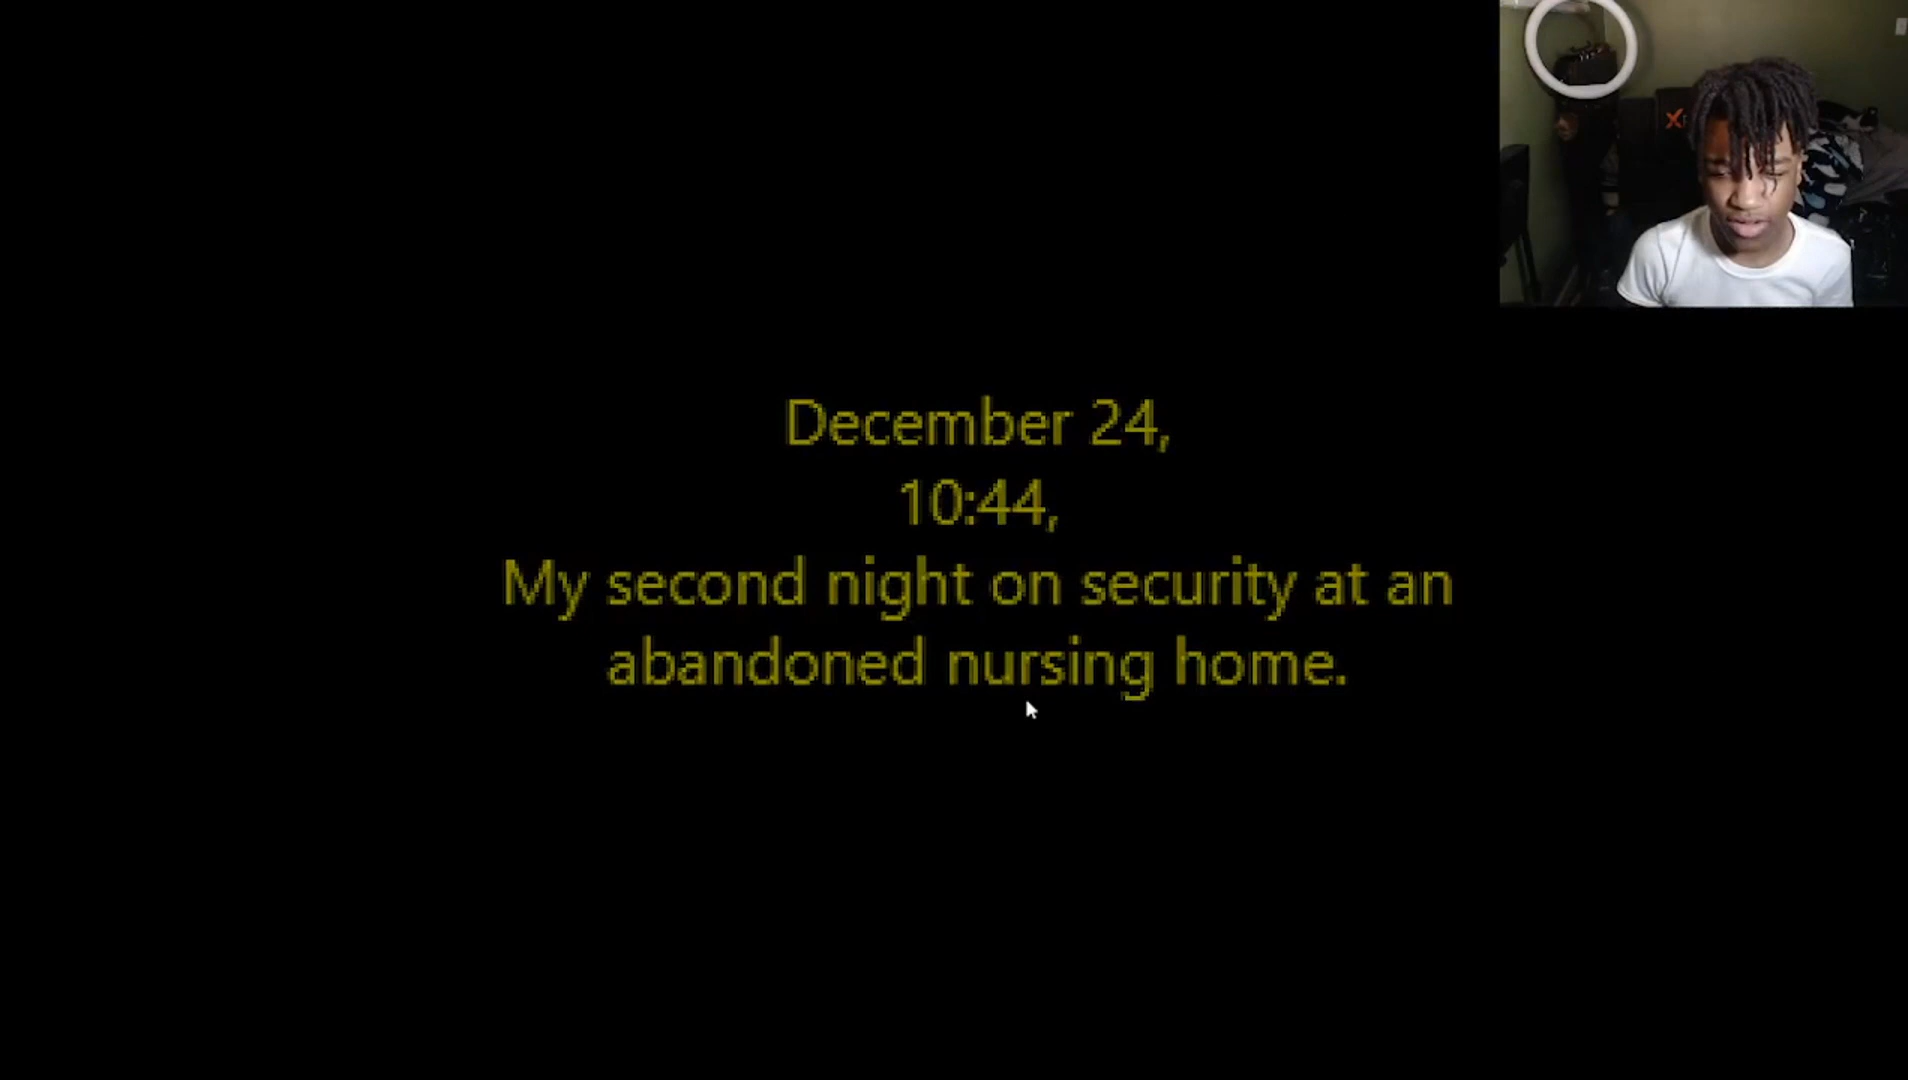 December 24,
10:44,
My second night on security at an
abandoned nursing home.